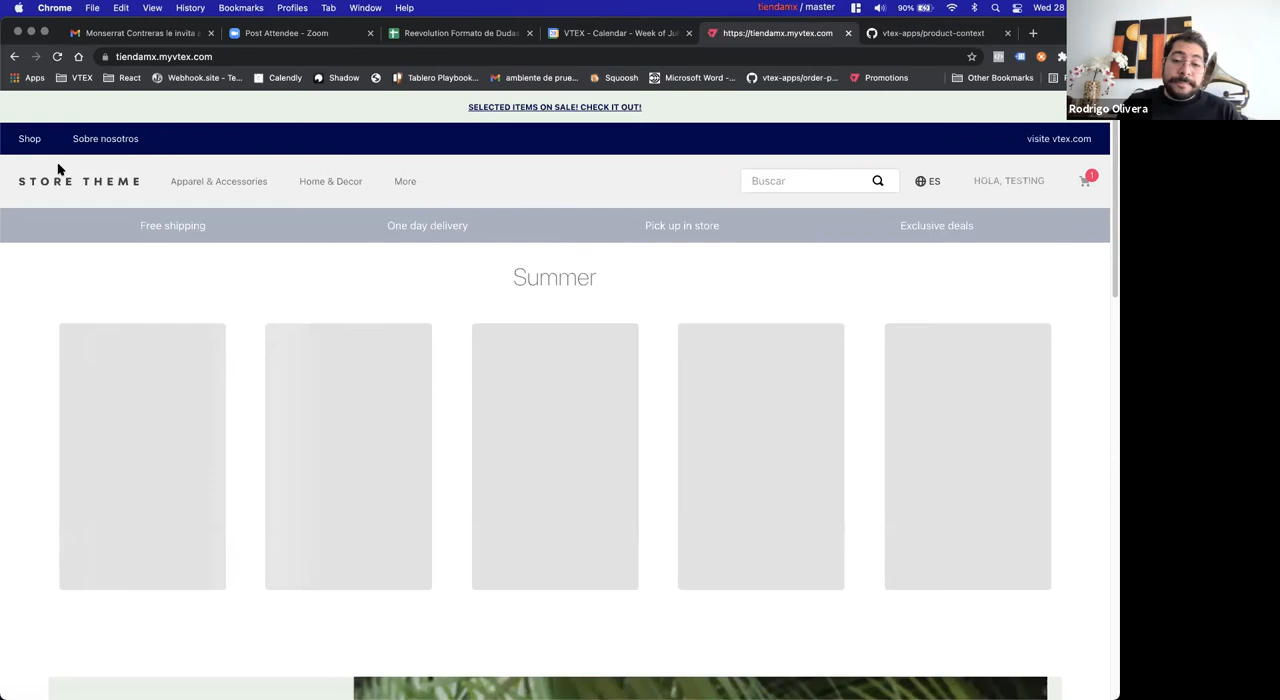 Chrome File Edit View History Bookmarks Profiles Tab Window Help tiendamx / master 90% Wed 28
Monserrat Contreras le invita a Post Attendee - Zoom Reevolution Formato de Dudas VTEX - Calendar - Week of Jul https://tiendamx.myvtex.com vtex-apps/product-context
tiendamx.myvtex.com
Apps VTEX React Webhook.site - Te... Calendly Shadow Tablero Playbook... ambiente de prue... Squoosh Microsoft Word -... vtex-apps/order-p... Promotions Other Bookmarks
Rodrigo Olivera
SELECTED ITEMS ON SALE! CHECK IT OUT!
Shop Sobre nosotros visite vtex.com
STORE THEME Apparel & Accessories Home & Decor More Buscar ES HOLA, TESTING 1
Free shipping One day delivery Pick up in store Exclusive deals
Summer